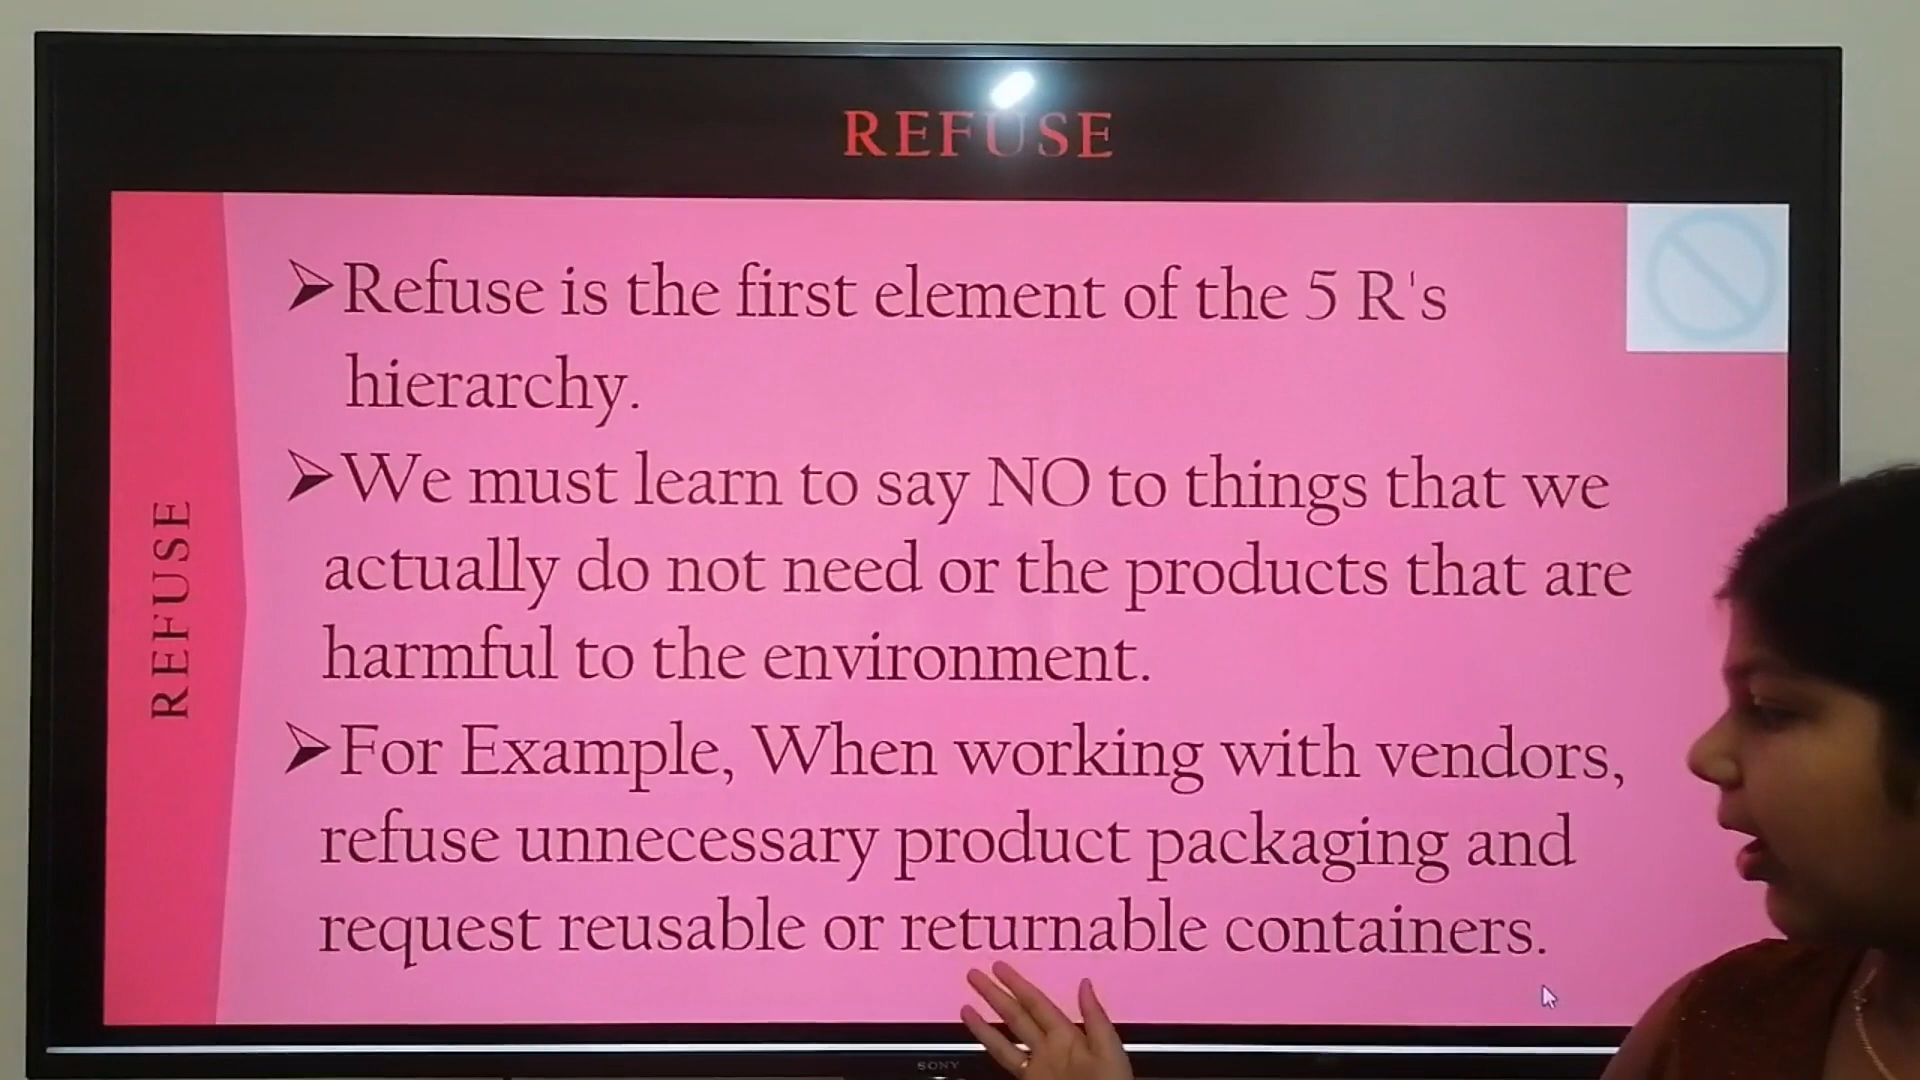 REFUSE
REFUSE
Refuse is the first element of the 5 R's
hierarchy.
We must learn to say NO to things that we
actually do not need or the products that are
harmful to the environment.
For Example, When working with vendors,
refuse unnecessary product packaging and
request reusable or returnable containers.
SONY